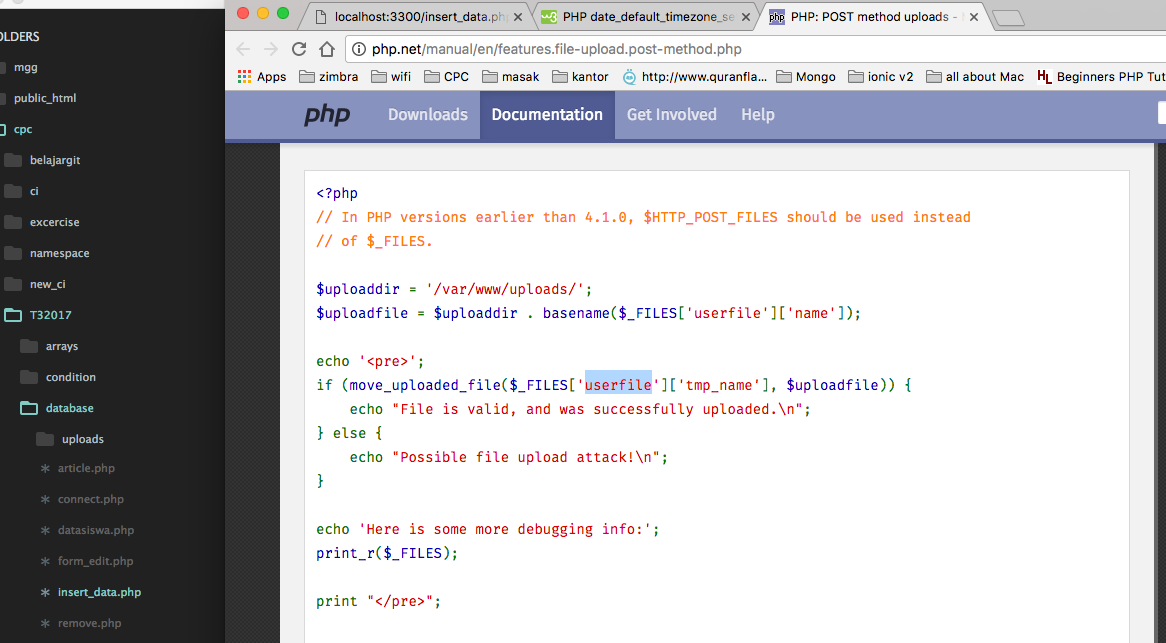 OLDERS
mgg
public_html
cpc
belajargit
ci
excercise
namespace
new_ci
T32017
arrays
condition
database
uploads
article.php
connect.php
datasiswa.php
form_edit.php
insert_data.php
remove.php
localhost:3300/insert_data.ph
PHP date_default_timezone_se
php PHP: POST method uploads -
php.net/manual/en/features.file-upload.post-method.php
Apps zimbra wifi CPC masak kantor http://www.quranfla... Mongo ionic v2 all about Mac HL Beginners PHP Tut
php Downloads Documentation Get Involved Help
<?php
// In PHP versions earlier than 4.1.0, $HTTP_POST_FILES should be used instead
// of $_FILES.
$uploaddir = '/var/www/uploads/';
$uploadfile = $uploaddir . basename($_FILES['userfile']['name']);
echo '<pre>';
if (move_uploaded_file($_FILES['userfile']['tmp_name'], $uploadfile)) {
echo "File is valid, and was successfully uploaded.\n";
} else {
echo "Possible file upload attack!\n";
}
echo 'Here is some more debugging info:';
print_r($_FILES);
print "</pre>";